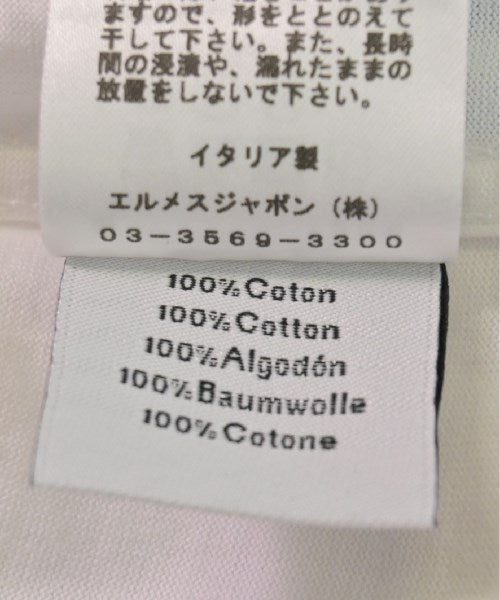 ますので、形をととのえて
干して下さい。また、長時
間の浸漬や、濡れたままの
放置をしないで下さい。
イタリア製
エルメスジャポン（株）
03-3569-3300
100%Coton
100%Cotton
100%Algodón
100%Baumwolle
100%Cotone